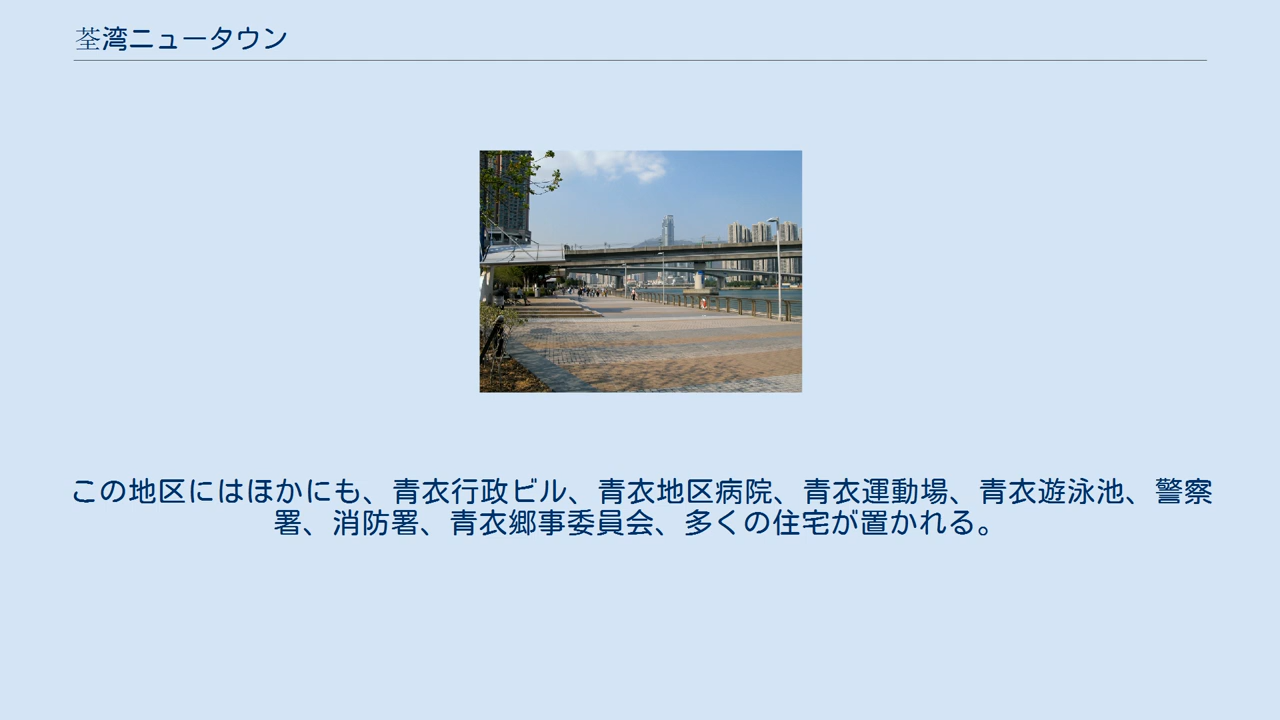 荃湾ニュータウン
この地区にはほかにも、青衣行政ビル、青衣地区病院、青衣運動場、青衣遊泳池、警察
署、消防署、青衣郷事委員会、多くの住宅が置かれる。